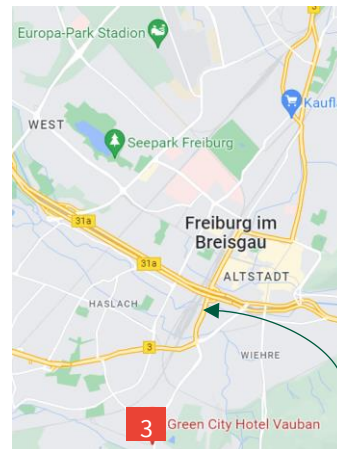 3
Europa-Park Stadion
Kaufla
WEST
Seepark Freiburg
31a
Freiburg im
Breisgau
31a
ALTSTADT
HASLACH
3
WIEHRE
3 Green City Hotel Vauban